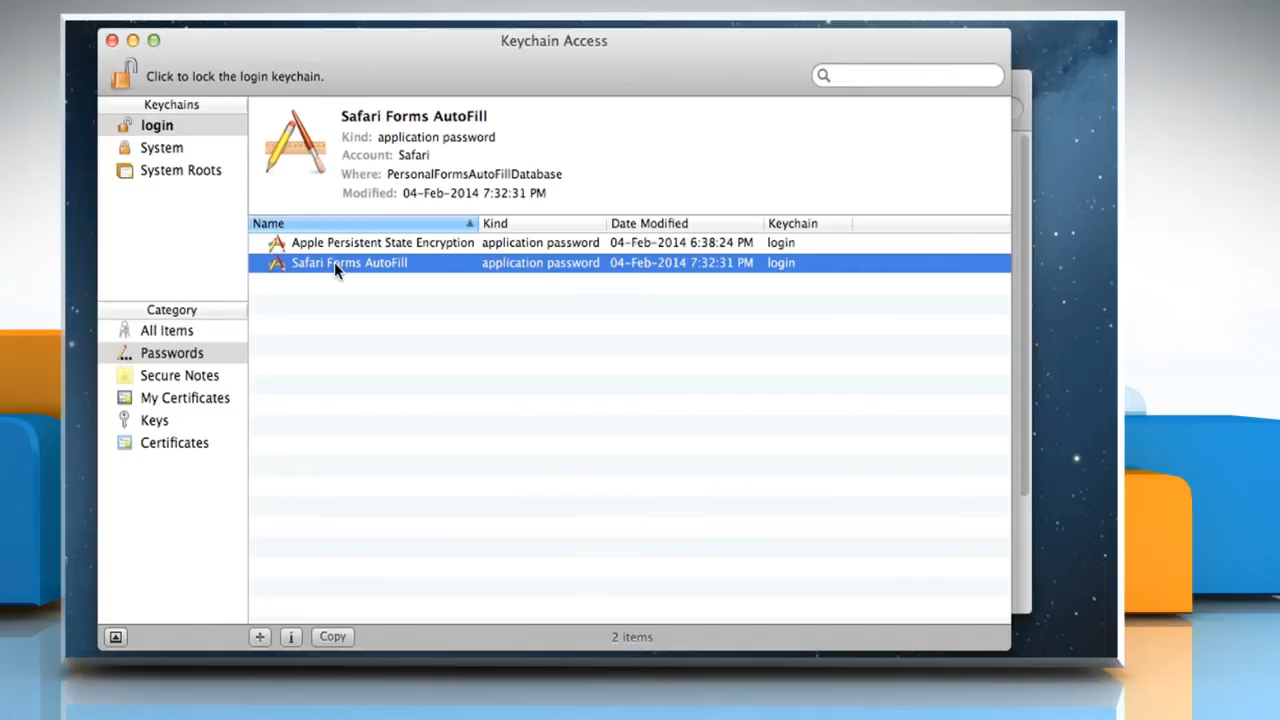 Keychain Access
Click to lock the login keychain.
Keychains
login
System
System Roots
Safari Forms AutoFill
Kind: application password
Account: Safari
Where: PersonalFormsAutoFillDatabase
Modified: 04-Feb-2014 7:32:31 PM
Name Kind Date Modified Keychain
Apple Persistent State Encryption application password 04-Feb-2014 6:38:24 PM login
Safari Forms AutoFill application password 04-Feb-2014 7:32:31 PM login
Category
All Items
Passwords
Secure Notes
My Certificates
Keys
Certificates
+ i Copy 2 items